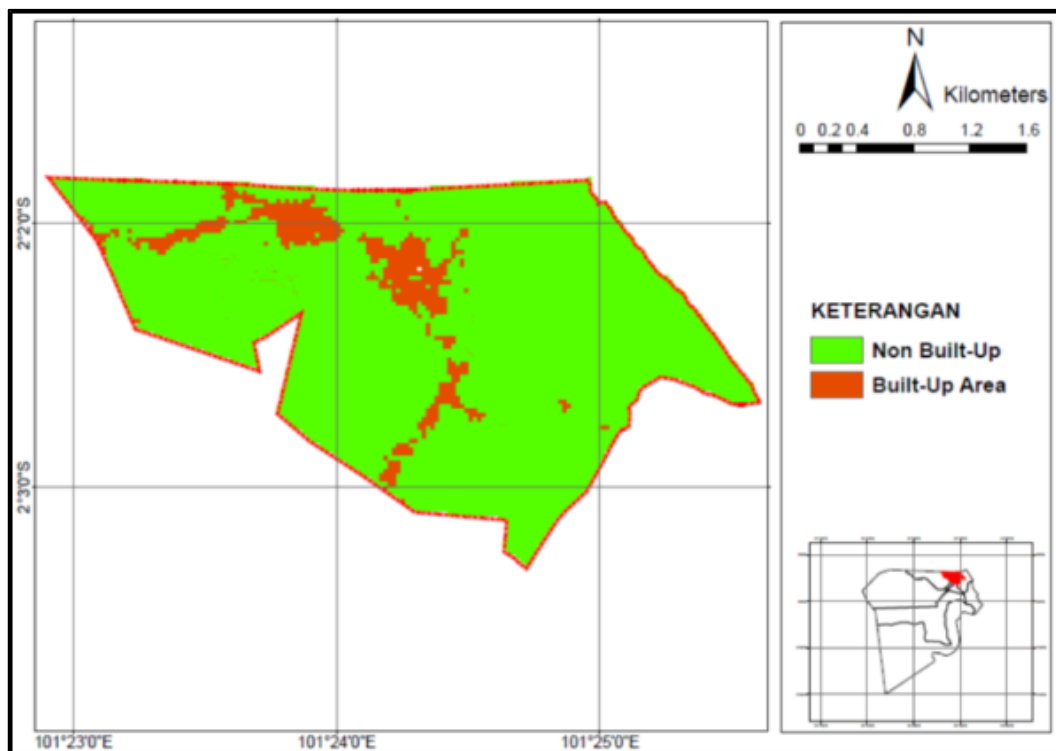 N
Kilometers
0 0.2 0.4 0.8 1.2 1.6
2°2'0"S
KETERANGAN
Non Built-Up
Built-Up Area
2°3'0"S
101°23'0"E 101°24'0"E 101°25'0"E